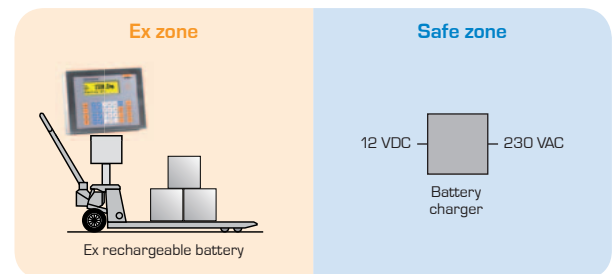 Ex zone
Safe zone
12 VDC
230 VAC
Battery
charger
Ex rechargeable battery